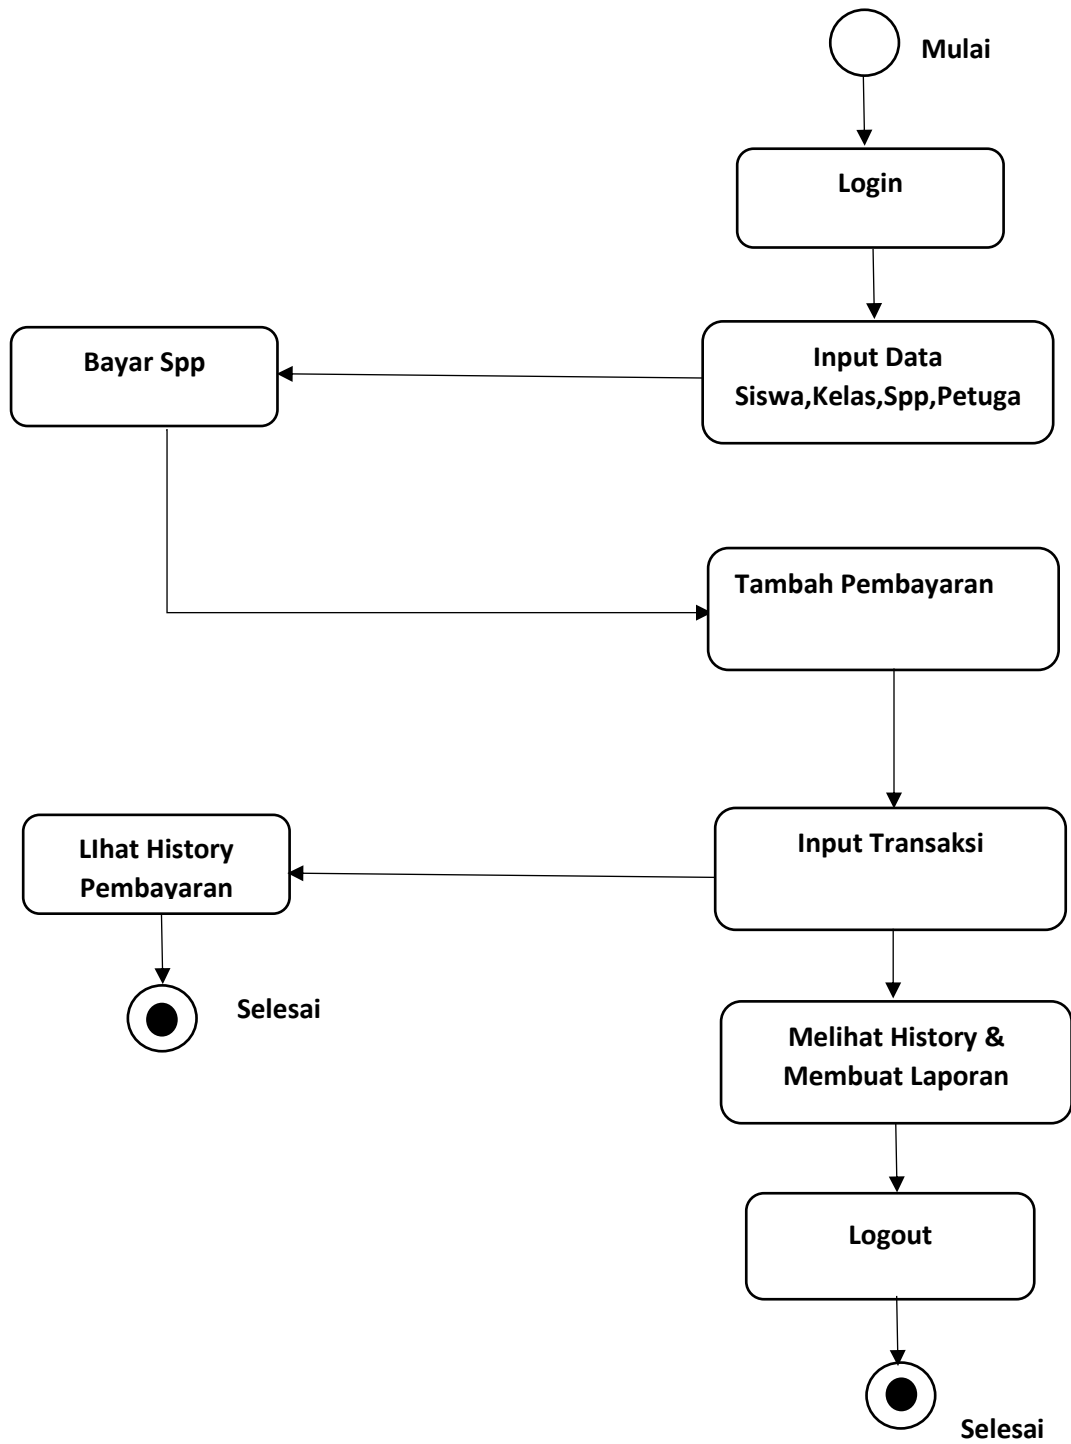 Mulai
Login
Bayar Spp
Input Data
Siswa,Kelas,Spp,Petuga
Tambah Pembayaran
LIhat History
Pembayaran
Input Transaksi
Selesai
Melihat History &
Membuat Laporan
Logout
Selesai